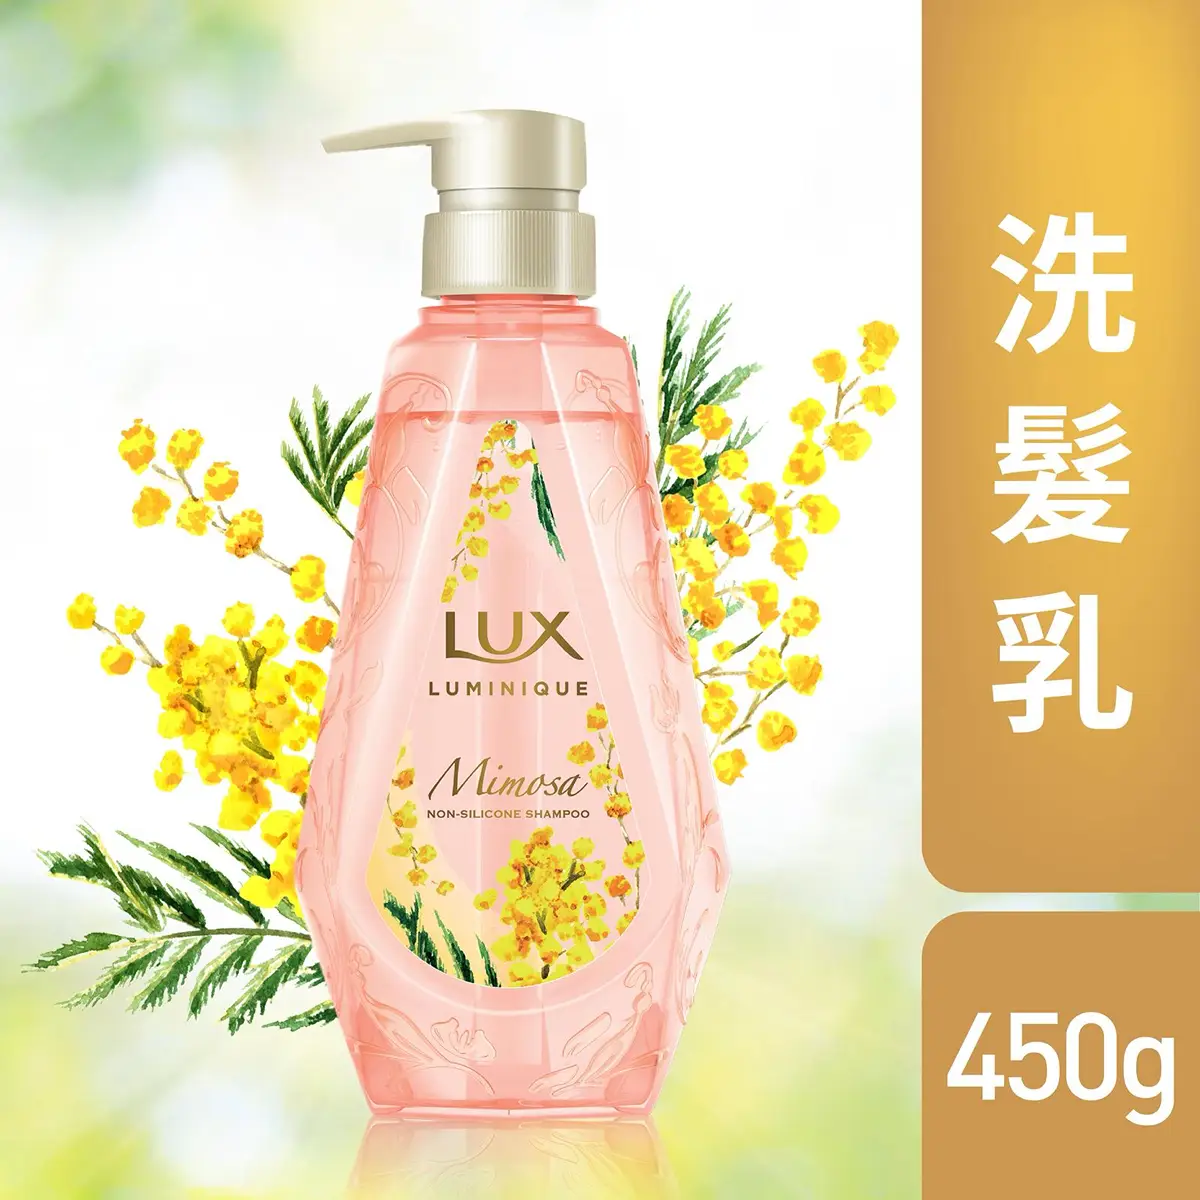 LUX
LUMINIQUE
Mimosa
NON-SILICONE SHAMPOO
洗髮乳
450g